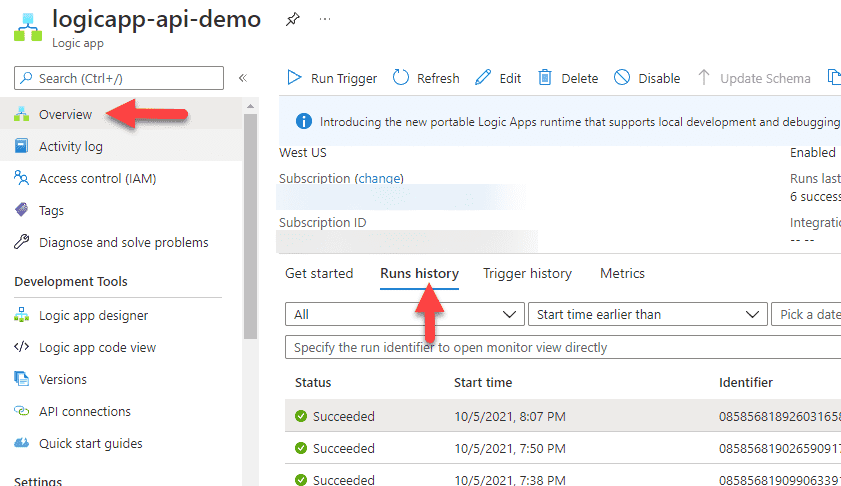 logicapp-api-demo
Logic app
Search (Ctrl+/)
Overview
Activity log
Access control (IAM)
Tags
Diagnose and solve problems
Development Tools
Logic app designer
Logic app code view
Versions
API connections
Quick start guides
Settings
Run Trigger Refresh Edit Delete Disable Update Schema
Introducing the new portable Logic Apps runtime that supports local development and debugging
West US Enabled
Subscription (change) Runs last
6 success
Subscription ID Integration
-- --
Get started Runs history Trigger history Metrics
All Start time earlier than Pick a date
Specify the run identifier to open monitor view directly
Status Start time Identifier
Succeeded 10/5/2021, 8:07 PM 085856818926031658
Succeeded 10/5/2021, 7:50 PM 085856819026590917
Succeeded 10/5/2021, 7:38 PM 085856819099063391